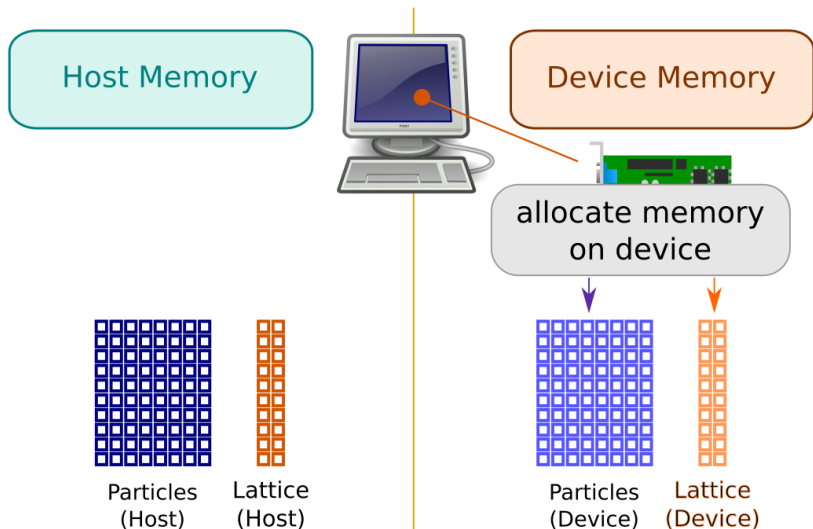 Host Memory
Device Memory
allocate memory
on device
Particles
(Host)
Lattice
(Host)
Particles
(Device)
Lattice
(Device)